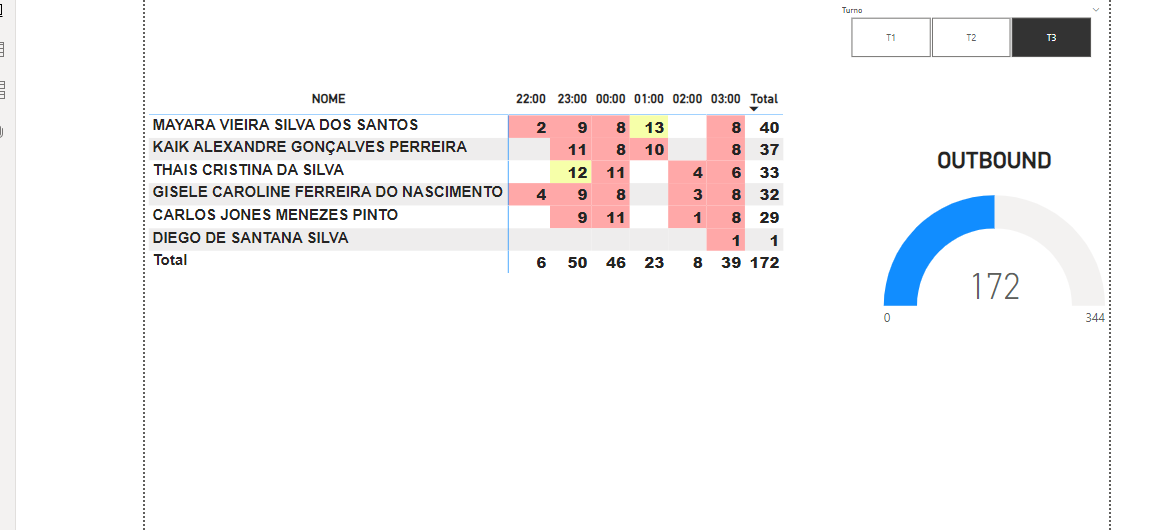 Turno
T1 T2 T3
NOME 22:00 23:00 00:00 01:00 02:00 03:00 Total
MAYARA VIEIRA SILVA DOS SANTOS 2 9 8 13 8 40
KAIK ALEXANDRE GONÇALVES PERREIRA 11 8 10 8 37
THAIS CRISTINA DA SILVA 12 11 4 6 33
GISELE CAROLINE FERREIRA DO NASCIMENTO 4 9 8 3 8 32
CARLOS JONES MENEZES PINTO 9 11 1 8 29
DIEGO DE SANTANA SILVA 1 1
Total 6 50 46 23 8 39 172
OUTBOUND
172
0 344